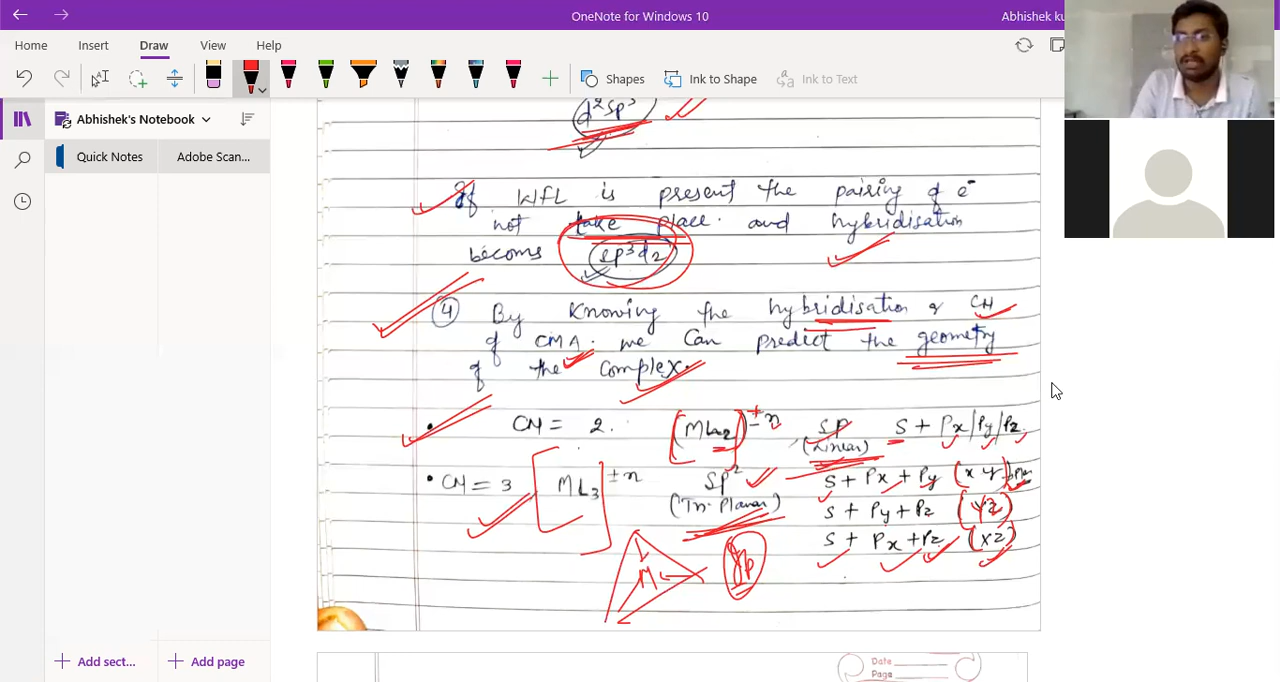 OneNote for Windows 10
Abhishek ku
Home Insert Draw View Help
Shapes Ink to Shape Ink to Text
Abhishek's Notebook
Quick Notes Adobe Scan...
d²sp³
If WFL is present the pairing of e⁻
not take place and hybridisation
becoms sp³d2
④ By Knowing the hybridisation & CN
of CMA. we Can predict the geometry
of the Complex.
• CN = 2. (ML2)±n sp S + Px/Py/Pz.
(Linear)
• CN = 3 [ML3]±n sp² S + Px + Py (xy)
(Tri. Planar) S + Py + Pz (yz)
S + Px + Pz (xz)
L
M
Add sect... Add page
Date
Page